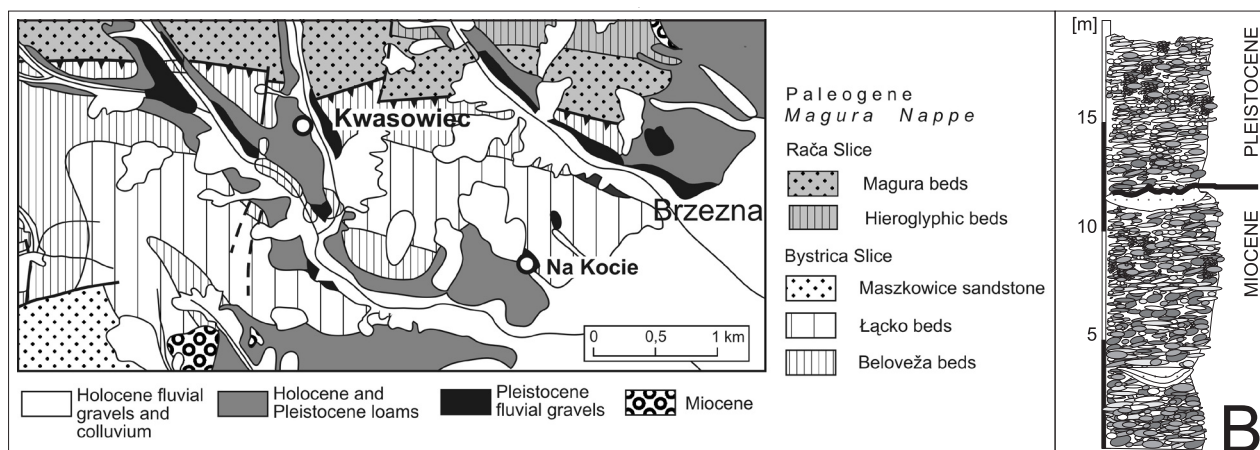 Kwasowiec
Brzezna
Na Kocie
0 0,5 1 km
Holocene fluvial
gravels and
colluvium
Holocene and
Pleistocene loams
Pleistocene
fluvial gravels
Miocene
Paleogene
Magura Nappe
Rača Slice
Magura beds
Hieroglyphic beds
Bystrica Slice
Maszkowice sandstone
Łącko beds
Beloveža beds
[m]
15
10
5
PLEISTOCENE
MIOCENE
B